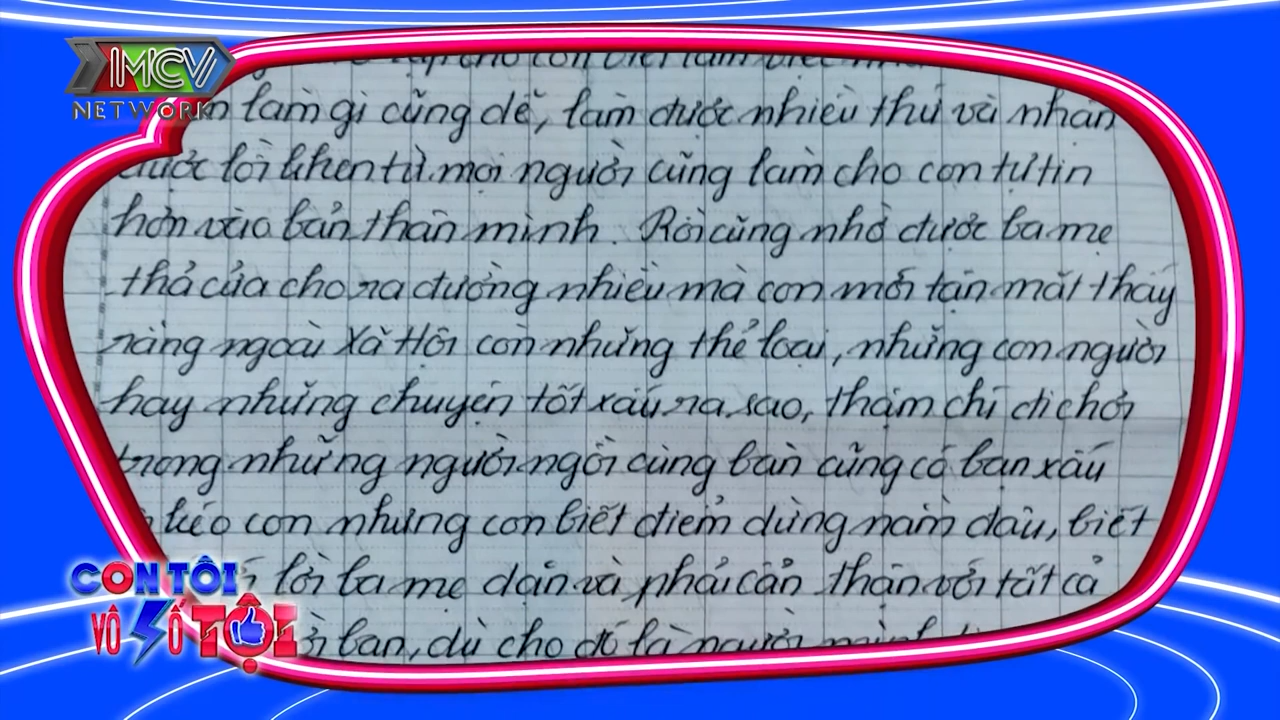 MCV
NETWORK
làm gì cũng dễ, làm được nhiều thứ và nhận
được lời khen từ mọi người cũng làm cho con tự tin
hơn vào bản thân mình. Rồi cũng nhờ được ba mẹ
thả cửa cho ra đường nhiều mà con mới tận mắt thấy
rằng ngoài Xã Hội còn những thể loại, những con người
hay những chuyện tốt xấu ra sao, thậm chí đi chơi
trong những người ngồi cùng bàn cũng có bạn xấu
kéo con nhưng con biết điểm dừng nằm đâu, biết
lời ba mẹ dặn và phải cẩn thận với tất cả
bạn, dù cho đó là người mình
CON TÔI
VÔ SỐ TỘI